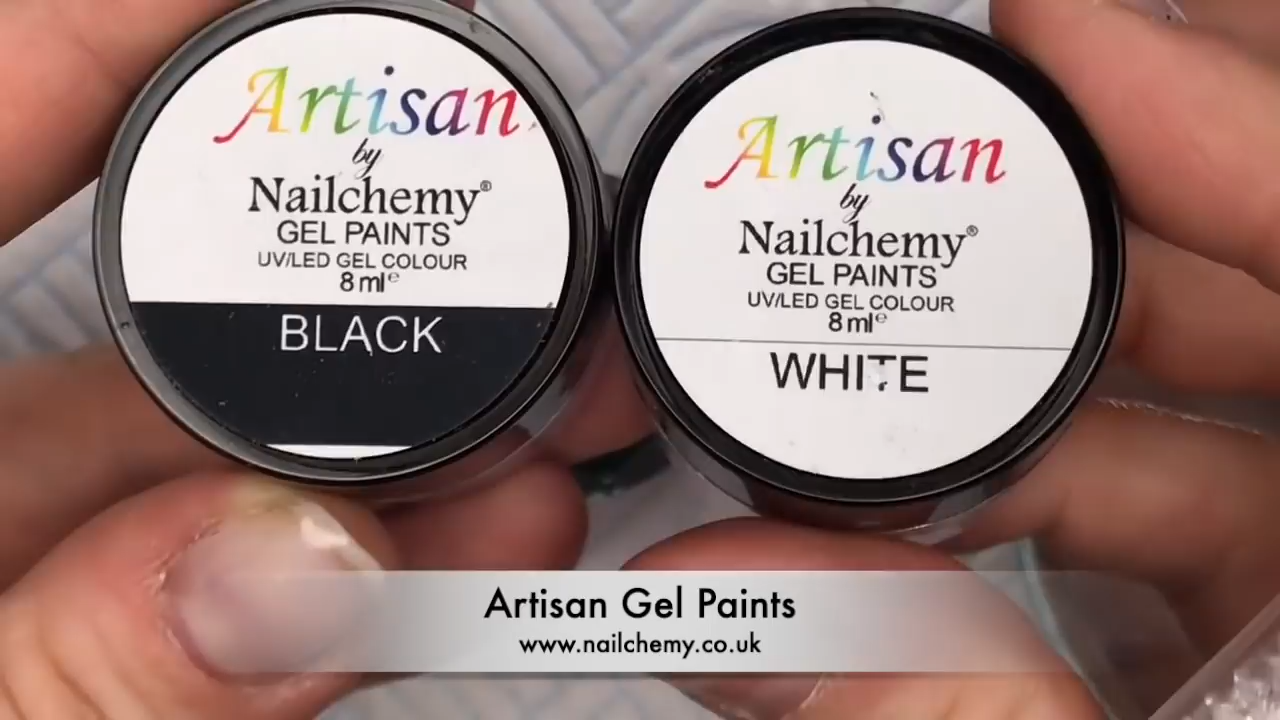 Artisan
by
Nailchemy®
GEL PAINTS
UV/LED GEL COLOUR
8 ml℮
BLACK
Artisan
by
Nailchemy®
GEL PAINTS
UV/LED GEL COLOUR
8 ml℮
WHITE
Artisan Gel Paints
www.nailchemy.co.uk